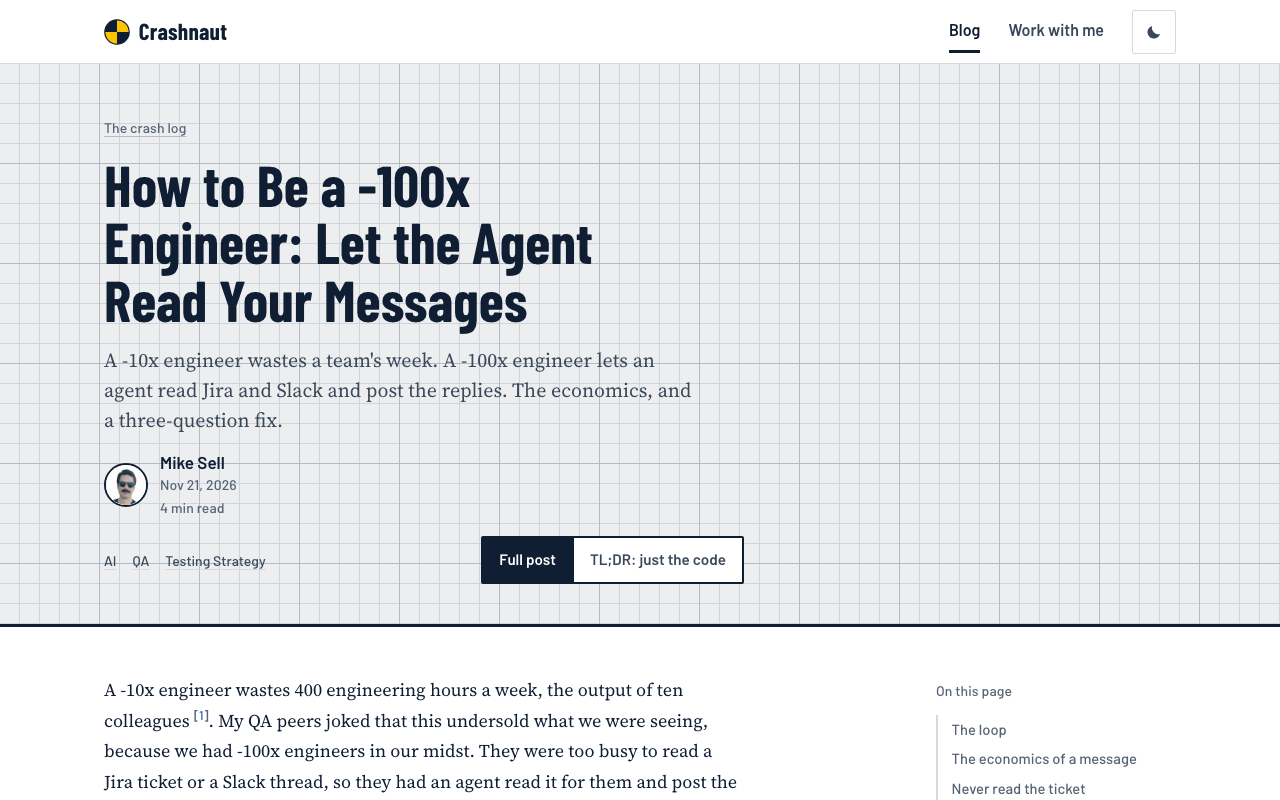 Crashnaut
Blog
Work with me
The crash log
How to Be a -100x
Engineer: Let the Agent
Read Your Messages
A -10x engineer wastes a team's week. A -100x engineer lets an
agent read Jira and Slack and post the replies. The economics, and
a three-question fix.
Mike Sell
Nov 21, 2026
4 min read
AI
QA
Testing Strategy
Full post
TL;DR: just the code
A -10x engineer wastes 400 engineering hours a week, the output of ten
colleagues [1]. My QA peers joked that this undersold what we were seeing,
because we had -100x engineers in our midst. They were too busy to read a
Jira ticket or a Slack thread, so they had an agent read it for them and post the
On this page
The loop
The economics of a message
Never read the ticket